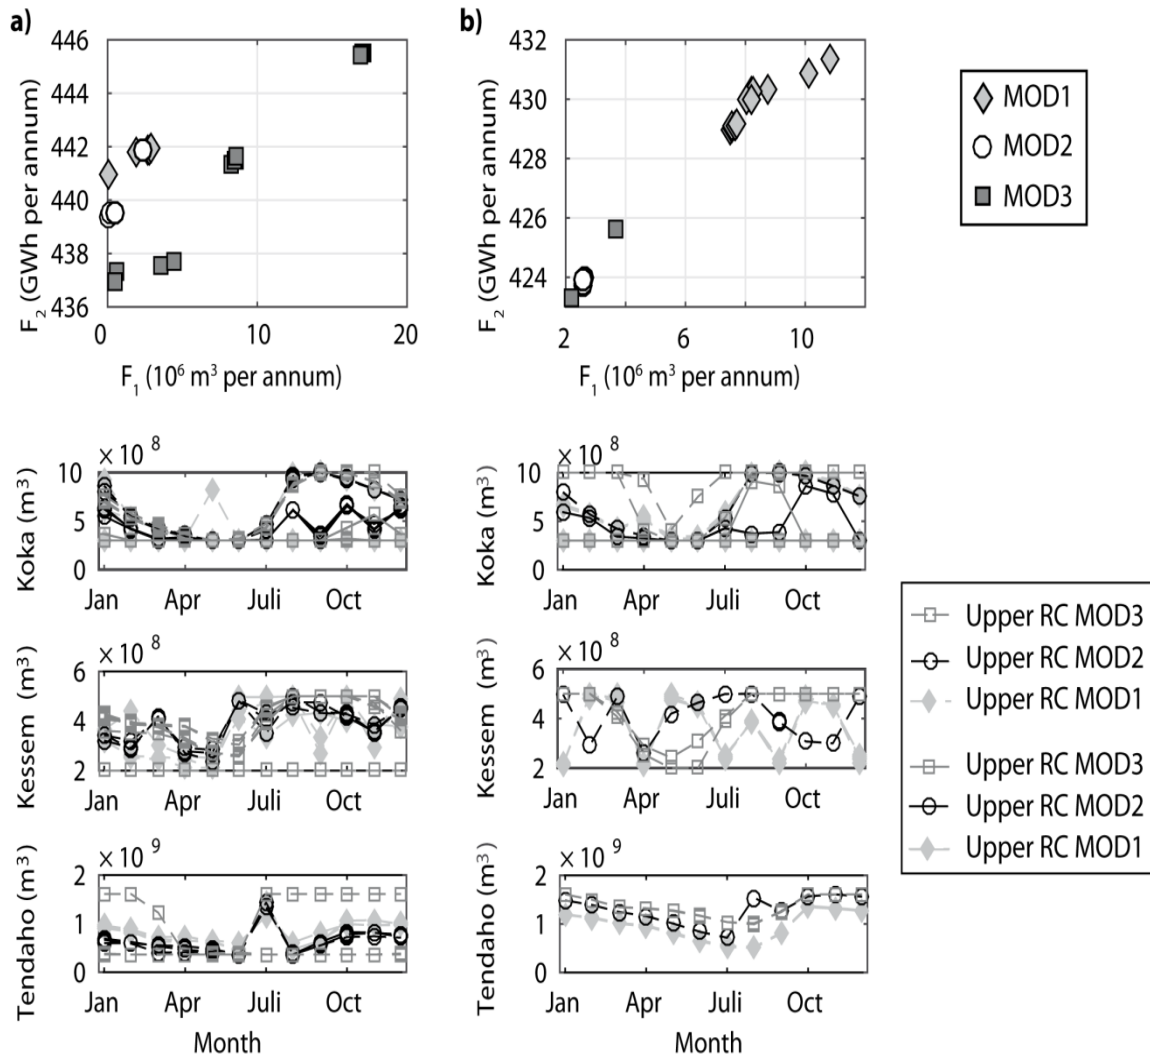 a)
446
444
442
440
438
436
F2 (GWh per annum)
0 10 20
F1 (10^6 m^3 per annum)
b)
432
430
428
426
424
F2 (GWh per annum)
2 6 10
F1 (10^6 m^3 per annum)
MOD1
MOD2
MOD3
× 10^8
10
5
0
Koka (m^3)
Jan Apr Juli Oct
× 10^8
10
5
0
Koka (m^3)
Jan Apr Juli Oct
× 10^8
6
4
2
Kessem (m^3)
Jan Apr Juli Oct
× 10^8
6
4
2
Kessem (m^3)
Jan Apr Juli Oct
× 10^9
2
1
0
Tendaho (m^3)
Jan Apr Juli Oct
Month
× 10^9
2
1
0
Tendaho (m^3)
Jan Apr Juli Oct
Month
Upper RC MOD3
Upper RC MOD2
Upper RC MOD1
Upper RC MOD3
Upper RC MOD2
Upper RC MOD1